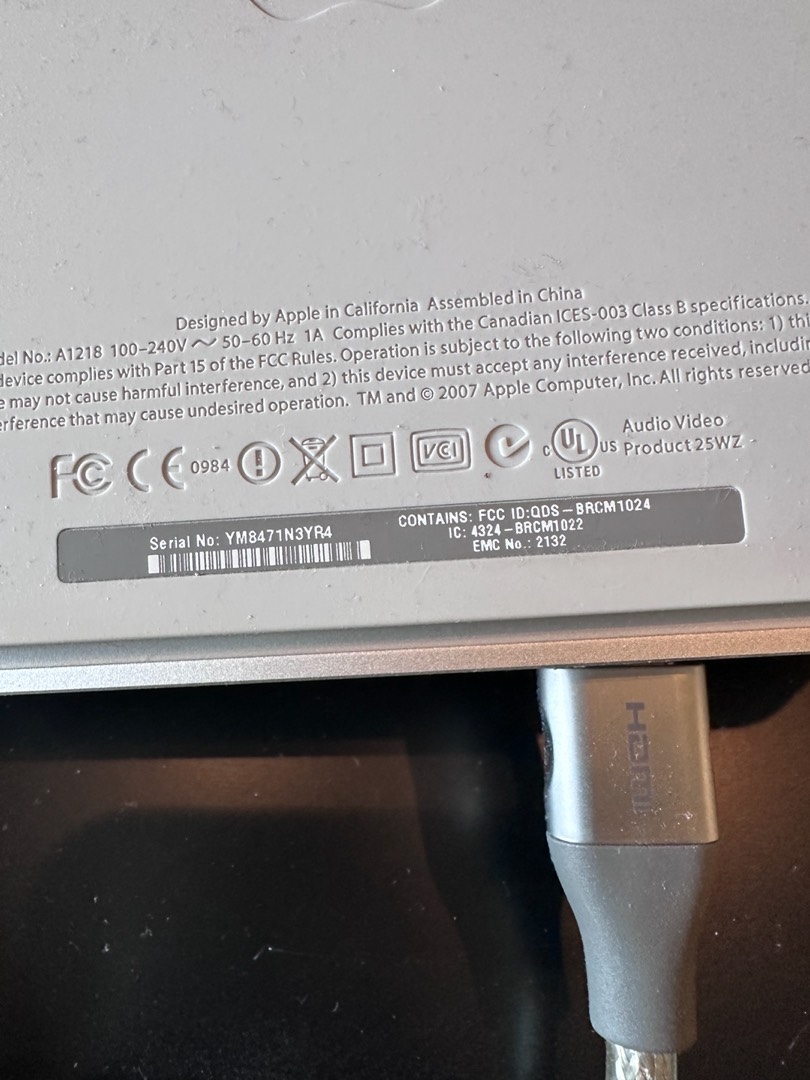 Designed by Apple in California Assembled in China
del No.: A1218 100–240V ~ 50–60 Hz 1A Complies with the Canadian ICES-003 Class B specifications.
device complies with Part 15 of the FCC Rules. Operation is subject to the following two conditions: 1) thi
e may not cause harmful interference, and 2) this device must accept any interference received, includin
erference that may cause undesired operation. TM and © 2007 Apple Computer, Inc. All rights reserved
FC CE 0984 VCI C UL US LISTED Audio Video
Product 25WZ
Serial No: YM8471N3YR4
CONTAINS: FCC ID:QDS-BRCM1024
IC: 4324-BRCM1022
EMC No.: 2132
HDMI